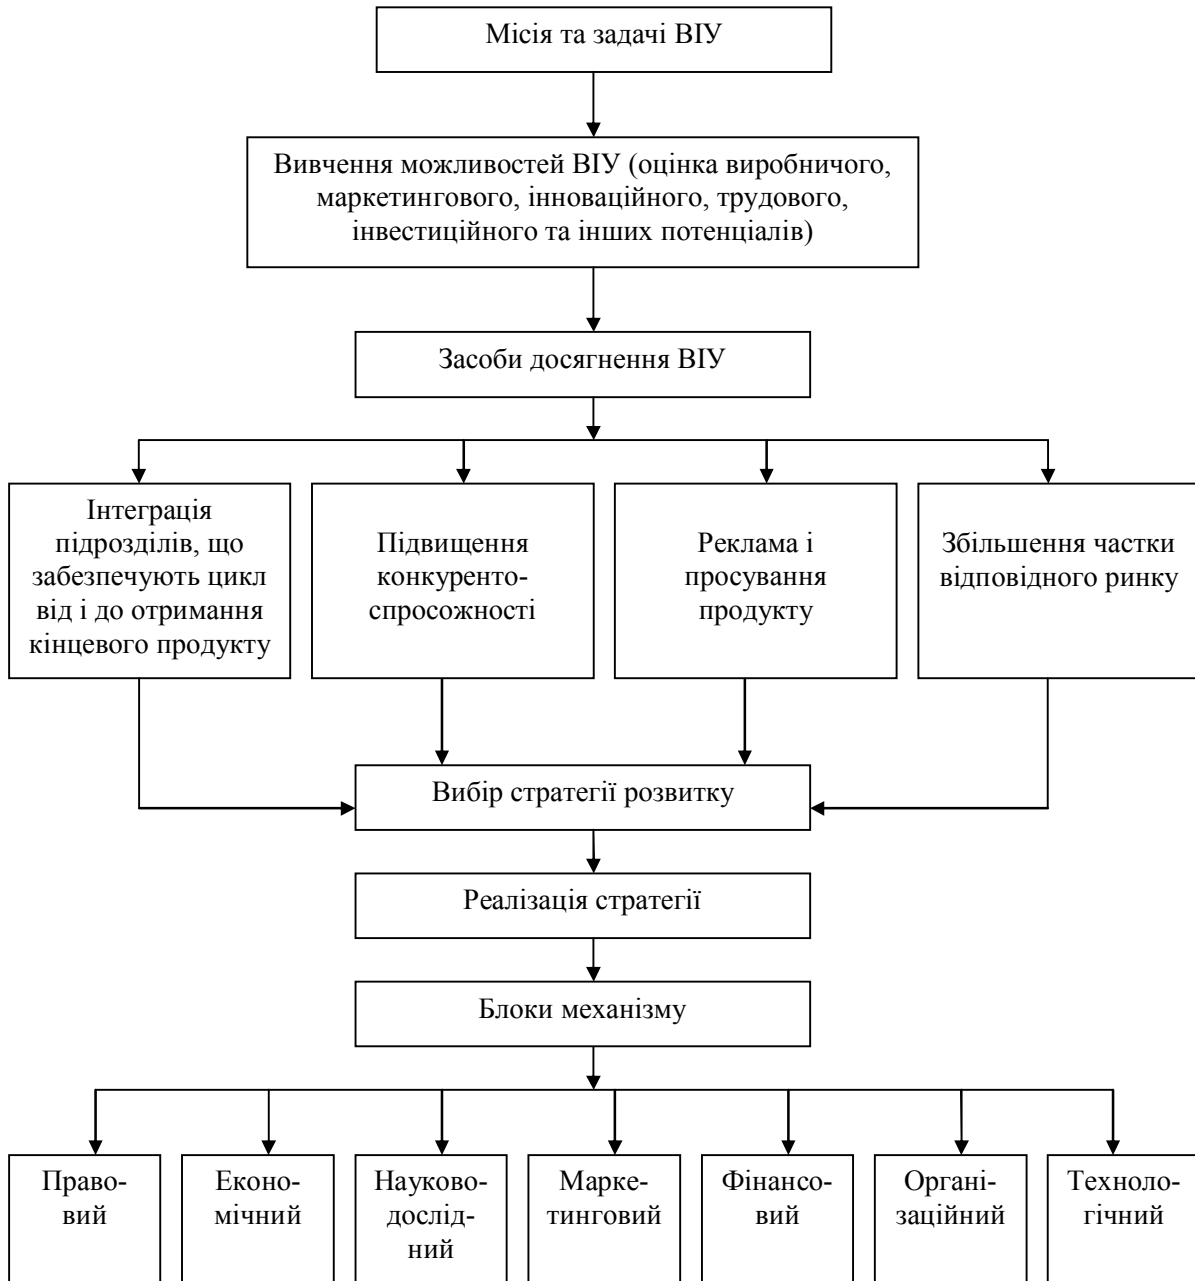 Місія та задачі ВІУ
Вивчення можливостей ВІУ (оцінка виробничого,
маркетингового, інноваційного, трудового,
інвестиційного та інших потенціалів)
Засоби досягнення ВІУ
Інтеграція
підрозділів, що
забезпечують цикл
від і до отримання
кінцевого продукту
Підвищення
конкуренто-
спросожності
Реклама і
просування
продукту
Збільшення частки
відповідного ринку
Вибір стратегії розвитку
Реалізація стратегії
Блоки механізму
Право-
вий
Еконо-
мічний
Науково-
дослід-
ний
Марке-
тинговий
Фінансо-
вий
Органі-
заційний
Техноло-
гічний